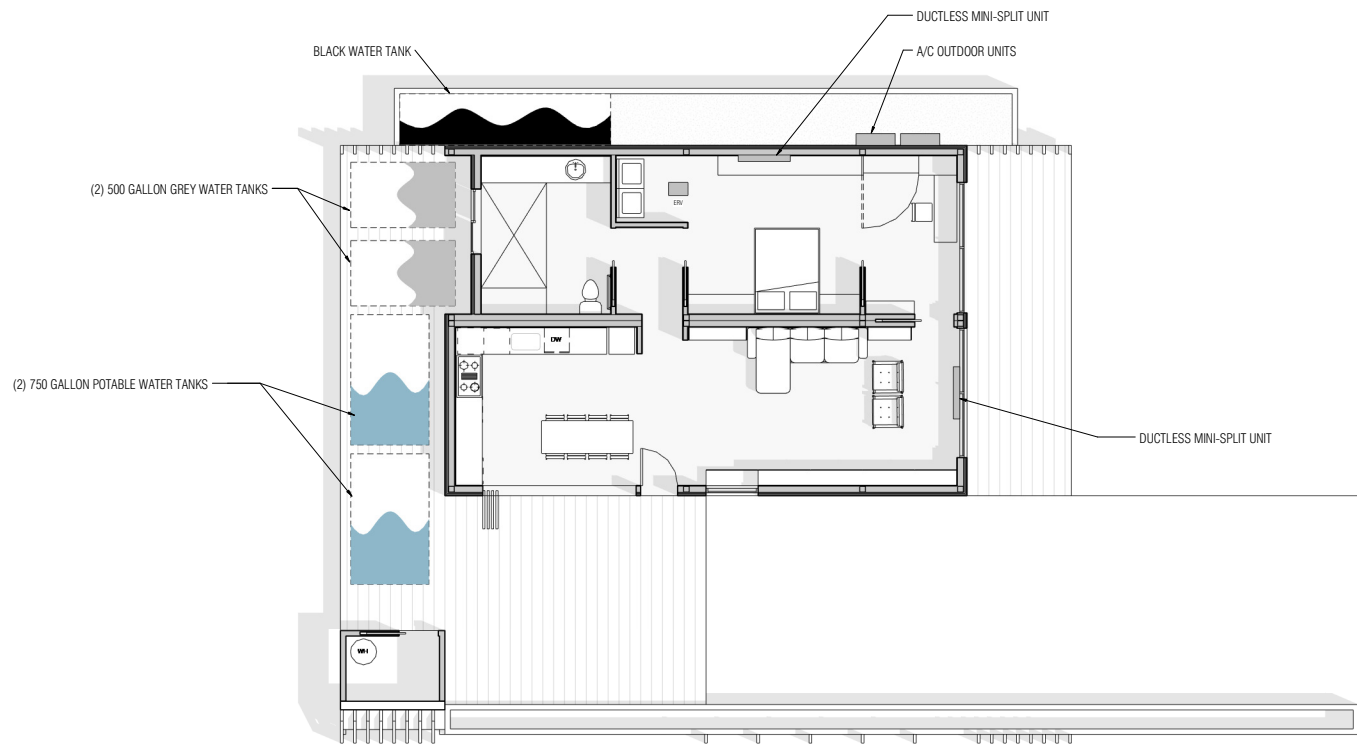 DUCTLESS MINI-SPLIT UNIT
BLACK WATER TANK
A/C OUTDOOR UNITS
(2) 500 GALLON GREY WATER TANKS
ERV
DW
(2) 750 GALLON POTABLE WATER TANKS
DUCTLESS MINI-SPLIT UNIT
WH